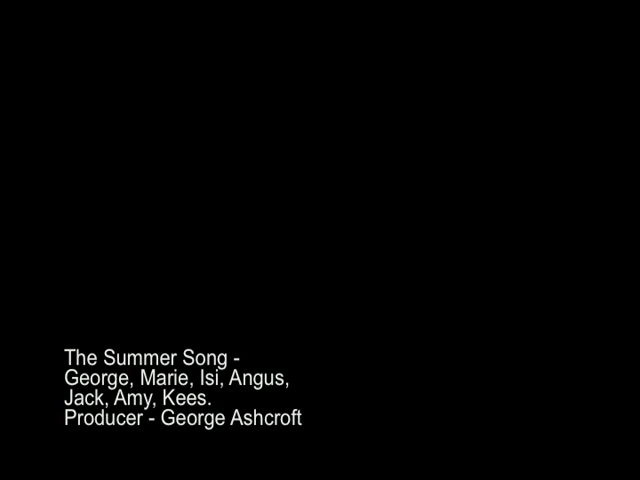 The Summer Song -
George, Marie, Isi, Angus,
Jack, Amy, Kees.
Producer - George Ashcroft